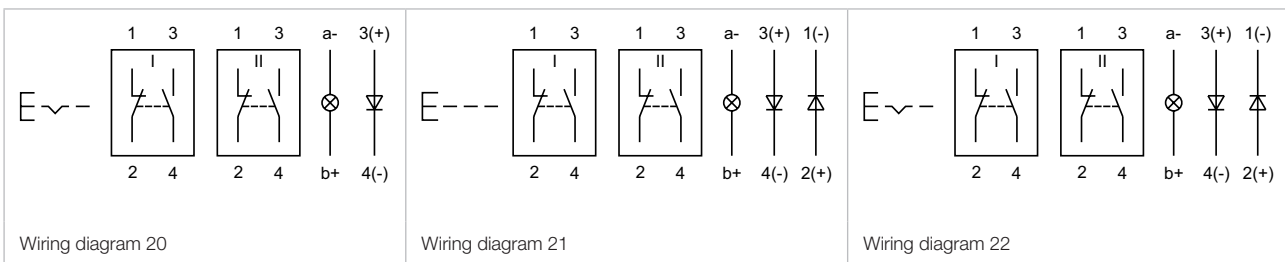 1 3 1 3 a- 3(+)
I II
2 4 2 4 b+ 4(-)
Wiring diagram 20
1 3 1 3 a- 3(+) 1(-)
I II
2 4 2 4 b+ 4(-) 2(+)
Wiring diagram 21
1 3 1 3 a- 3(+) 1(-)
I II
2 4 2 4 b+ 4(-) 2(+)
Wiring diagram 22